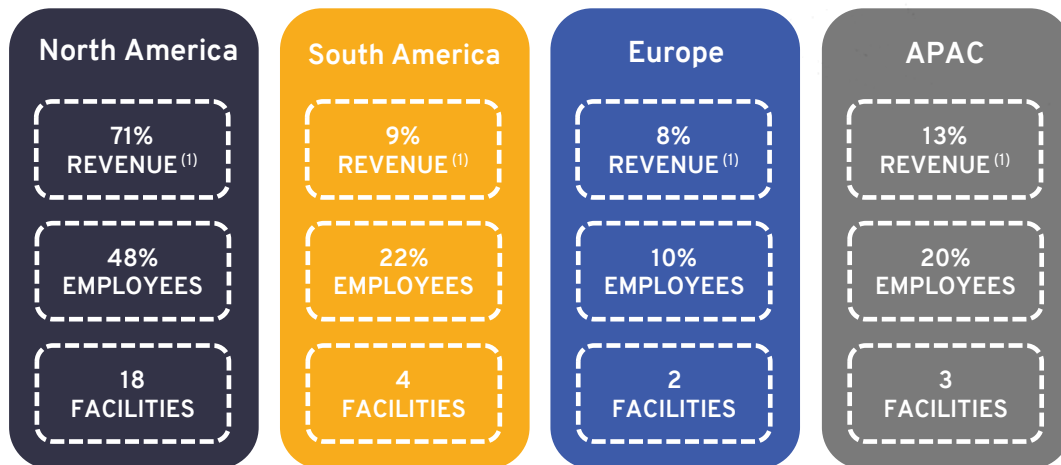 North America
71%
REVENUE (1)
48%
EMPLOYEES
18
FACILITIES
South America
9%
REVENUE (1)
22%
EMPLOYEES
4
FACILITIES
Europe
8%
REVENUE (1)
10%
EMPLOYEES
2
FACILITIES
APAC
13%
REVENUE (1)
20%
EMPLOYEES
3
FACILITIES